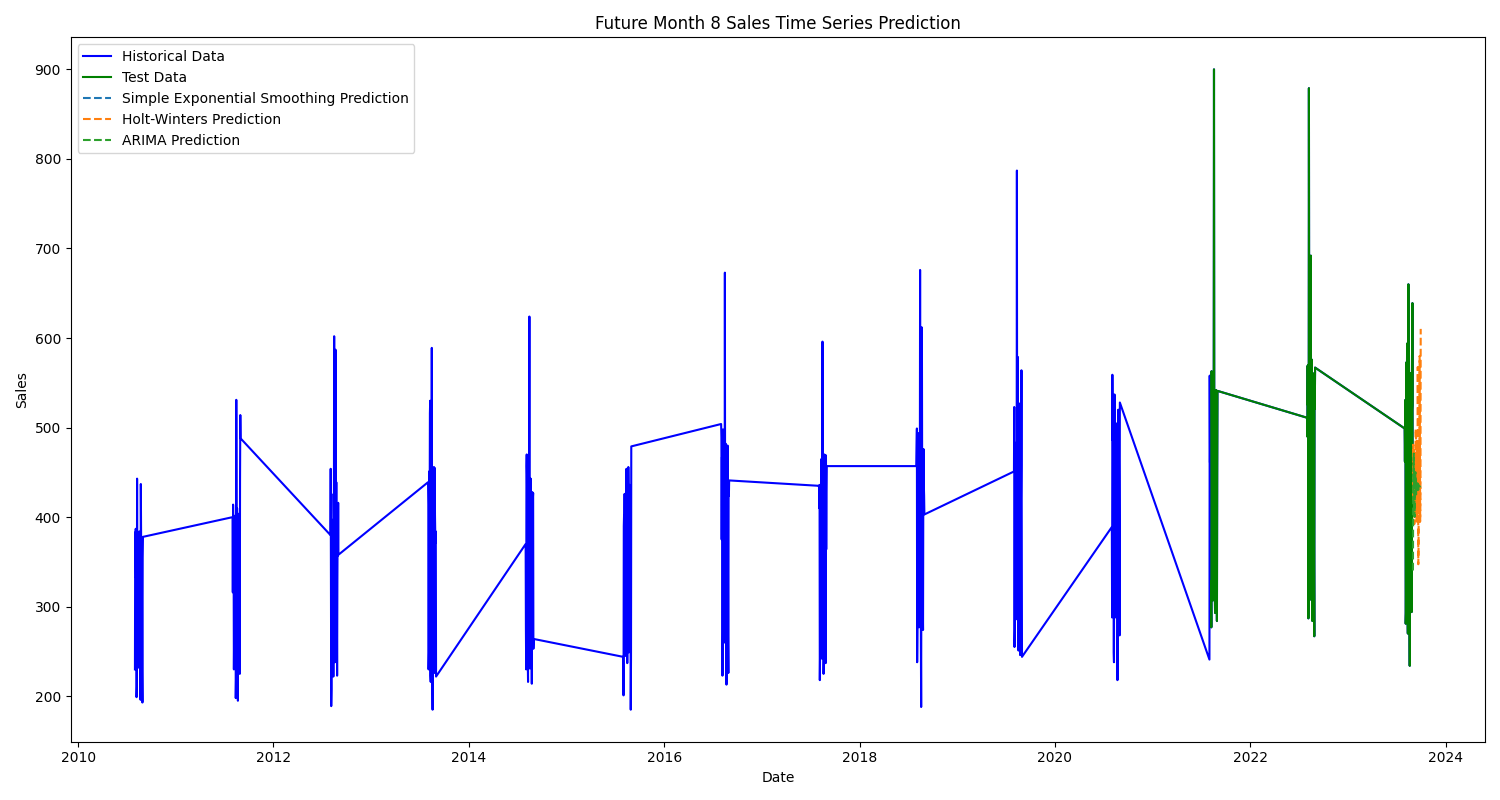 Future Month 8 Sales Time Series Prediction
Historical Data
Test Data
Simple Exponential Smoothing Prediction
Holt-Winters Prediction
ARIMA Prediction
900
800
700
600
500
400
300
200
Sales
2010 2012 2014 2016 2018 2020 2022 2024
Date